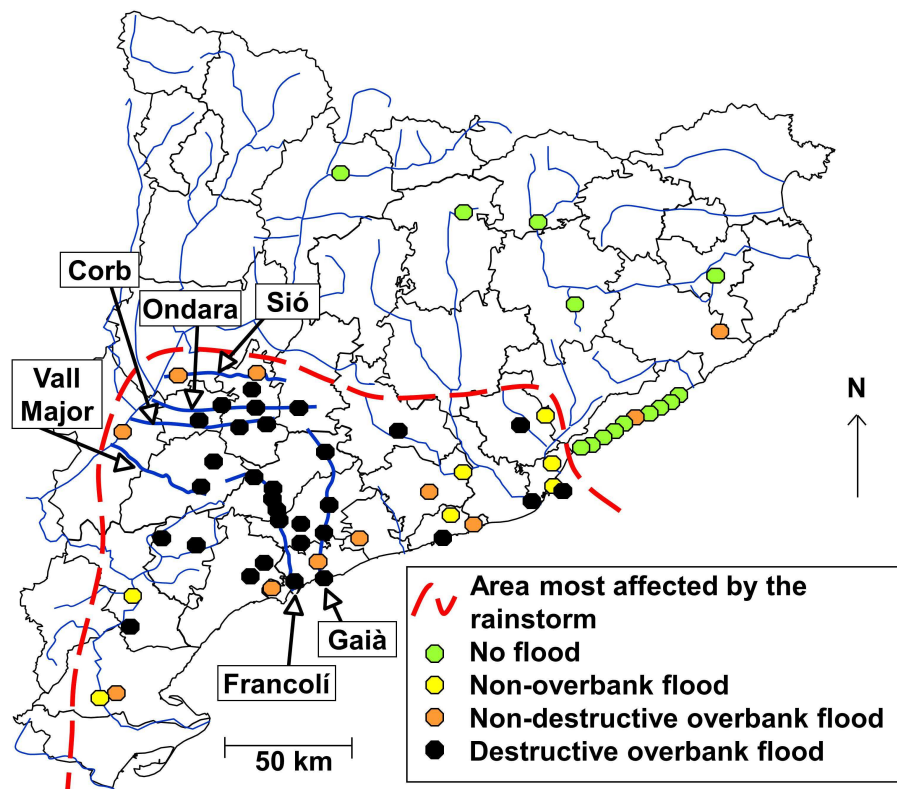 Corb
Ondara
Sió
Vall
Major
N
Gaià
Francolí
50 km
Area most affected by the
rainstorm
No flood
Non-overbank flood
Non-destructive overbank flood
Destructive overbank flood